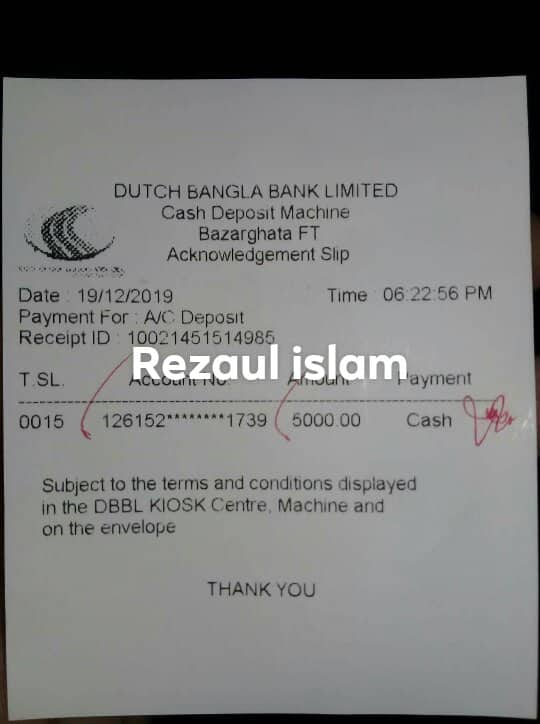 DUTCH BANGLA BANK LIMITED
Cash Deposit Machine
Bazarghata FT
Acknowledgement Slip
Date : 19/12/2019 Time : 06:22:56 PM
Payment For : A/C Deposit
Receipt ID : 10021451514985
Rezaul islam
T.SL. Account No. Amount Payment
0015 126152********1739 5000.00 Cash
Subject to the terms and conditions displayed
in the DBBL KIOSK Centre, Machine and
on the envelope
THANK YOU